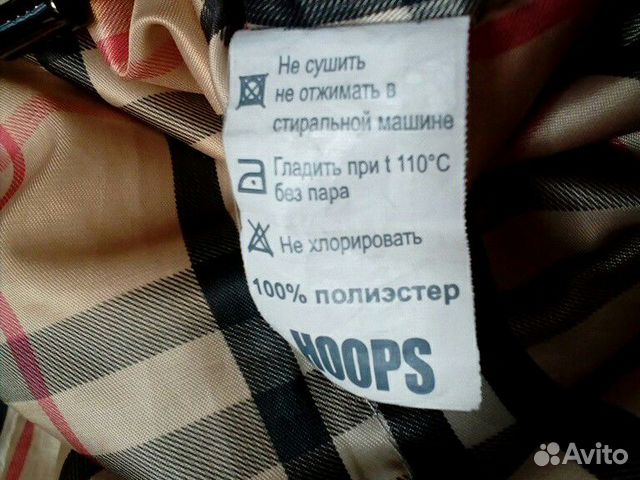 Не сушить
не отжимать в
стиральной машине
Гладить при t 110°C
без пара
Не хлорировать
100% полиэстер
HOOPS
Avito